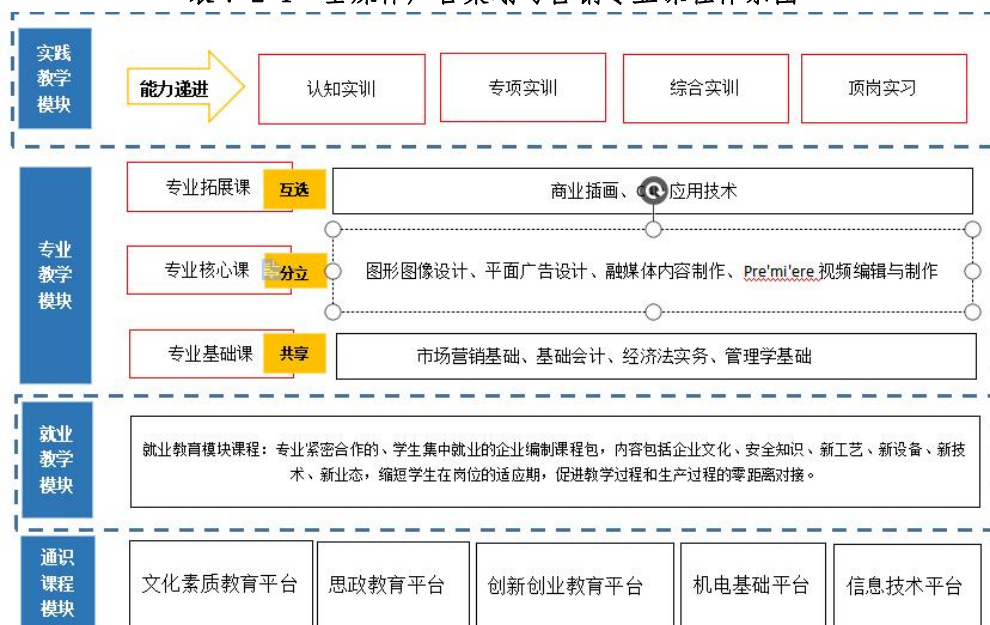 实践
教学
模块
能力递进
认知实训
专项实训
综合实训
顶岗实习
专业
教学
模块
专业拓展课
互选
商业插画、
应用技术
专业核心课
分立
图形图像设计、平面广告设计、融媒体内容制作、Pre'mi'ere 视频编辑与制作
专业基础课
共享
市场营销基础、基础会计、经济法实务、管理学基础
就业
教学
模块
就业教育模块课程：专业紧密合作的、学生集中就业的企业编制课程包，内容包括企业文化、安全知识、新工艺、新设备、新技
术、新业态，缩短学生在岗位的适应期，促进教学过程和生产过程的零距离对接。
通识
课程
模块
文化素质教育平台
思政教育平台
创新创业教育平台
机电基础平台
信息技术平台